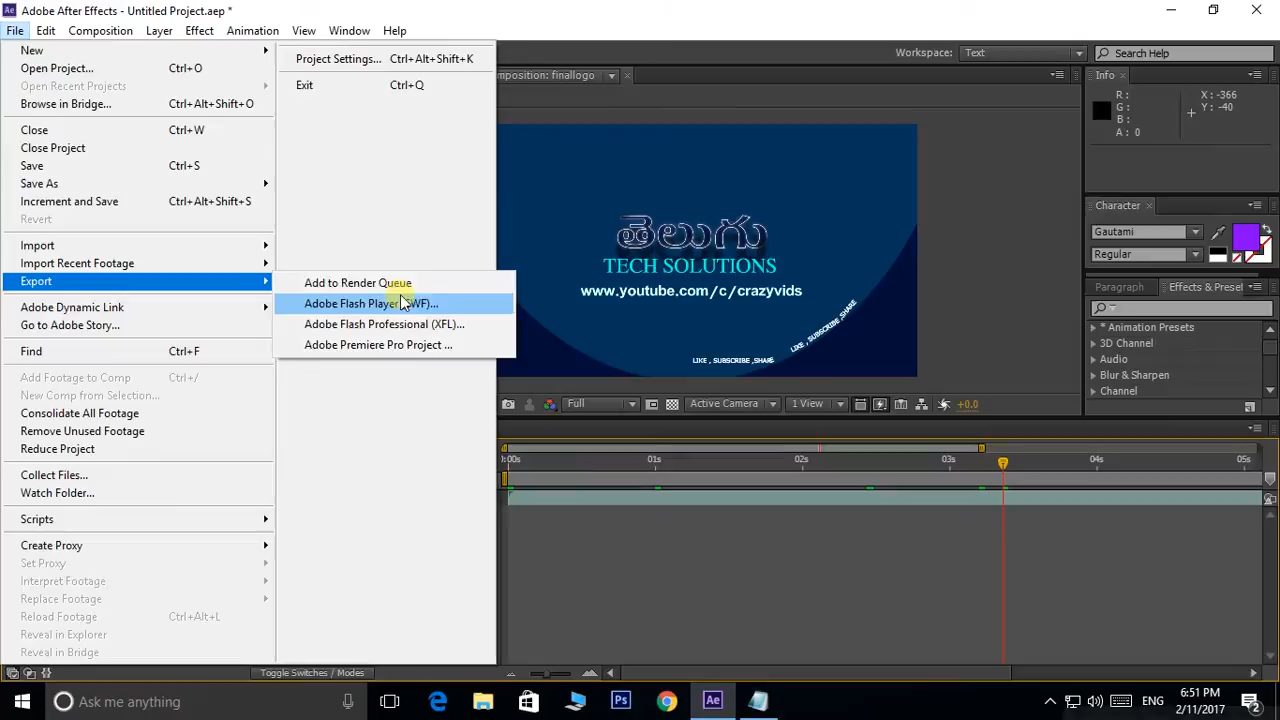 Adobe After Effects - Untitled Project.aep *
File Edit Composition Layer Effect Animation View Window Help
New
Open Project... Ctrl+O
Open Recent Projects
Browse in Bridge... Ctrl+Alt+Shift+O
Close Ctrl+W
Close Project
Save Ctrl+S
Save As
Increment and Save Ctrl+Alt+Shift+S
Revert
Import
Import Recent Footage
Export
Adobe Dynamic Link
Go to Adobe Story...
Find Ctrl+F
Add Footage to Comp Ctrl+/
New Comp from Selection...
Consolidate All Footage
Remove Unused Footage
Reduce Project
Collect Files...
Watch Folder...
Scripts
Create Proxy
Set Proxy
Interpret Footage
Replace Footage
Reload Footage Ctrl+Alt+L
Reveal in Explorer
Reveal in Bridge
Project Settings... Ctrl+Alt+Shift+K
Exit Ctrl+Q
Add to Render Queue
Adobe Flash Player (SWF)...
Adobe Flash Professional (XFL)...
Adobe Premiere Pro Project ...
Workspace: Text
Search Help
omposition: finallogo
తెలుగు
TECH SOLUTIONS
www.youtube.com/c/crazyvids
LIKE , SUBSCRIBE ,SHARE
LIKE , SUBSCRIBE ,SHARE
Full Active Camera 1 View +0.0
Info
R :
G :
B :
A : 0
X : -366
Y : -40
Character
Gautami
Regular
Paragraph Effects & Prese
* Animation Presets
3D Channel
Audio
Blur & Sharpen
Channel
0:00s 01s 02s 03s 04s 05s
Toggle Switches / Modes
Ask me anything
Ps
Ae
ENG
6:51 PM
2/11/2017
2